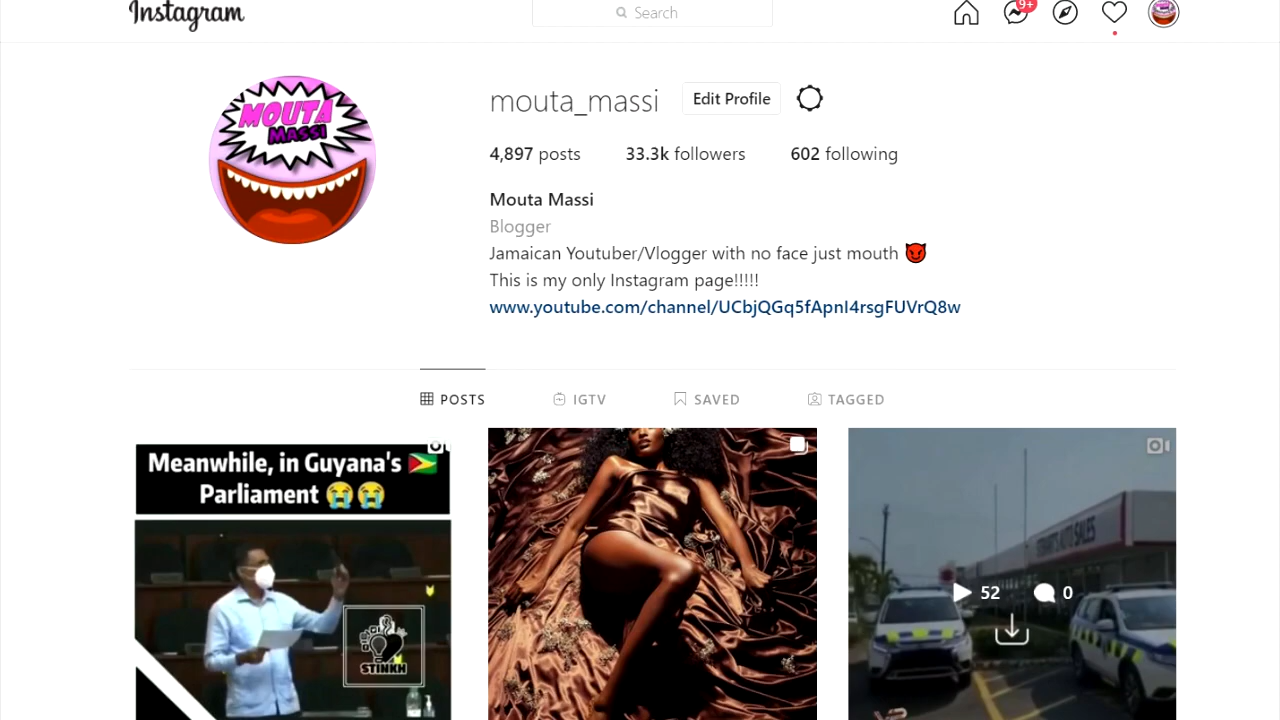 Instagram
Search
9+
MOUTA
MASSI
mouta_massi
Edit Profile
4,897 posts
33.3k followers
602 following
Mouta Massi
Blogger
Jamaican Youtuber/Vlogger with no face just mouth 😈
This is my only Instagram page!!!!!
www.youtube.com/channel/UCbjQGq5fApnI4rsgFUVrQ8w
POSTS
IGTV
SAVED
TAGGED
Meanwhile, in Guyana's 🇬🇾
Parliament 😭😭
STINKH
AUTO SALES
52
0